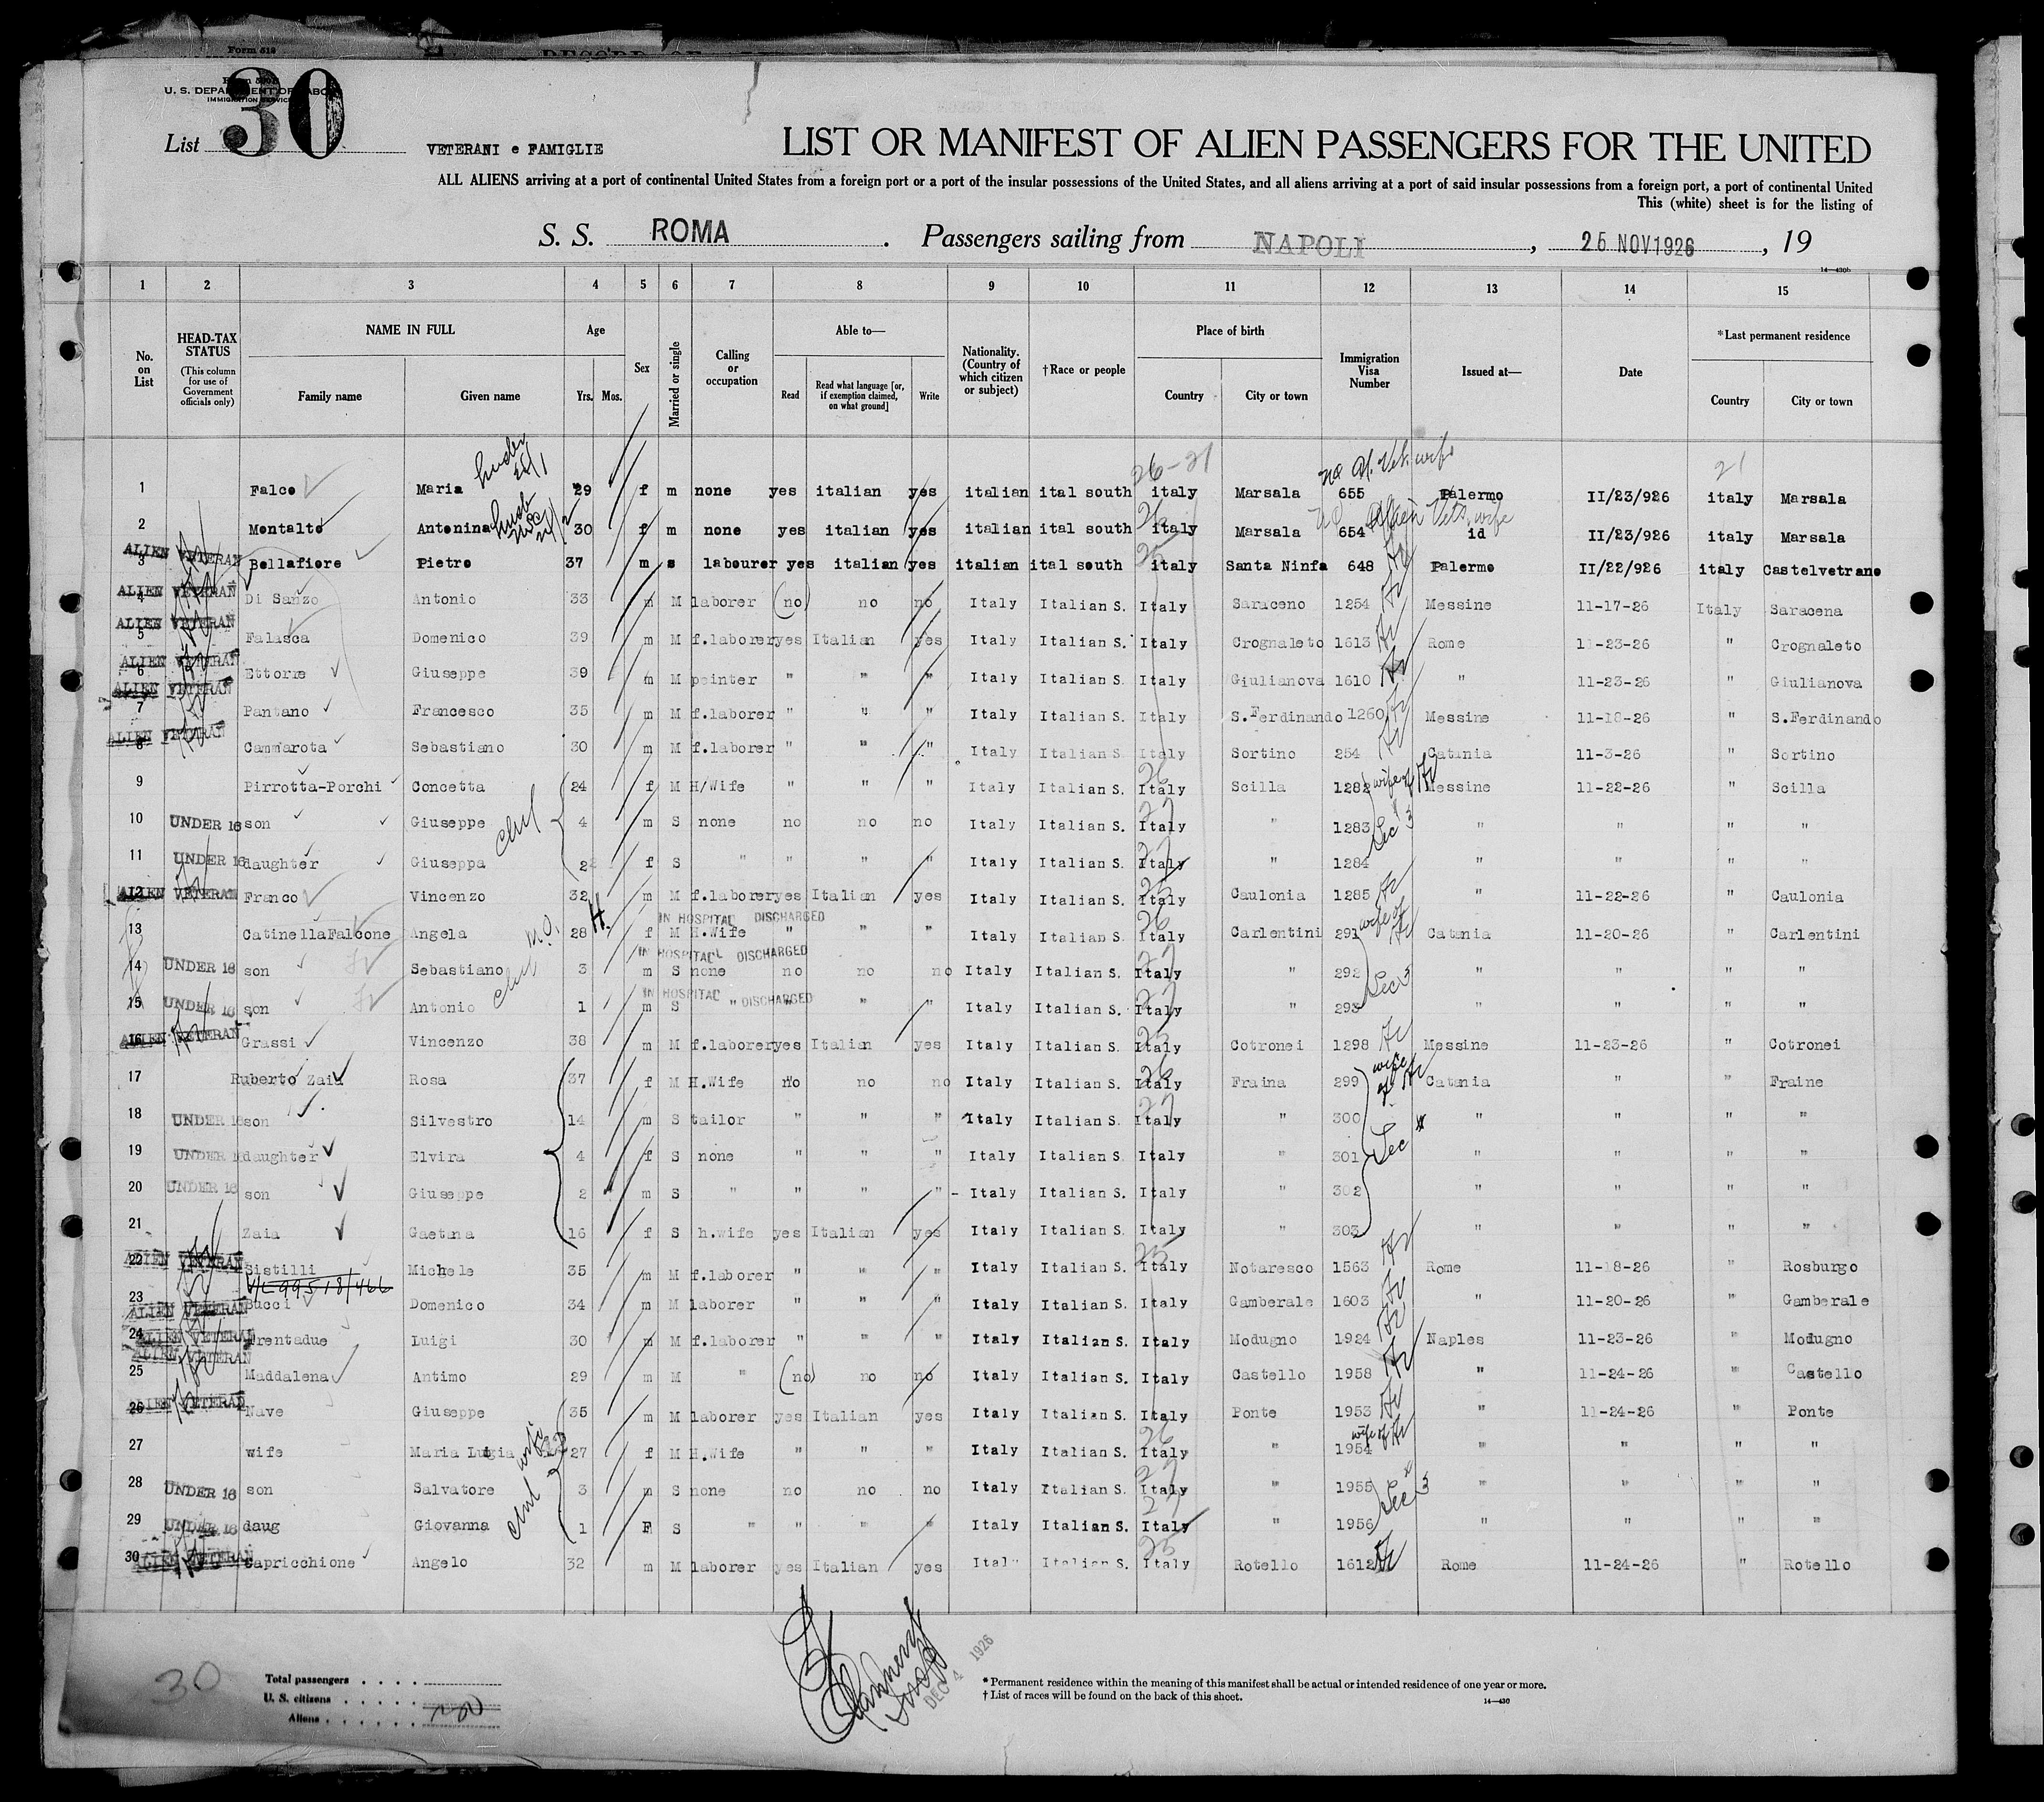 Form 519
U. S. DEPARTMENT OF LABOR
IMMIGRATION SERVICE
List 30
VETERANI e FAMIGLIE
LIST OR MANIFEST OF ALIEN PASSENGERS FOR THE UNITED
ALL ALIENS arriving at a port of continental United States from a foreign port or a port of the insular possessions of the United States, and all aliens arriving at a port of said insular possessions from a foreign port, a port of continental United
This (white) sheet is for the listing of
S. S. ROMA . Passengers sailing from NAPOLI , 25 NOV 1926 , 19
14—430b
1 2 3 4 5 6 7 8 9 10 11 12 13 14 15
No. on List
HEAD-TAX STATUS (This column for use of Government officials only)
NAME IN FULL
Family name Given name
Age
Yrs. Mos.
Sex
Married or single
Calling or occupation
Able to—
Read
Read what language [or, if exemption claimed, on what ground]
Write
Nationality. (Country of which citizen or subject)
†Race or people
Place of birth
Country City or town
Immigration Visa Number
Issued at—
Date
*Last permanent residence
Country City or town
26-21 21
1 Falco Maria 29 f m none yes italian yes italian ital south italy Marsala 655 Palermo II/23/926 italy Marsala
2 Montalto Antonina 30 f m none yes italian yes italian ital south italy Marsala 654 id II/23/926 italy Marsala
3 ALIEN VETERAN Bellafiore Pietro 37 m s labourer yes italian yes italian ital south italy Santa Ninfa 648 Palermo II/22/926 italy Castelvetrano
4 ALIEN VETERAN Di Sanzo Antonio 33 m M laborer (no) no no Italy Italian S. Italy Saraceno 1254 Messine 11-17-26 Italy Saracena
5 ALIEN VETERAN Falasca Domenico 39 m M f.laborer yes Italian yes Italy Italian S. Italy Crognaleto 1613 Rome 11-23-26 " Crognaleto
6 ALIEN VETERAN Ettorre Giuseppe 39 m M painter " " " Italy Italian S. Italy Giulianova 1610 " 11-23-26 " Giulianova
7 ALIEN VETERAN Pantano Francesco 35 m M f.laborer " " " Italy Italian S. Italy S.Ferdinando 1260 Messine 11-18-26 " S.Ferdinando
8 ALIEN VETERAN Cammarota Sebastiano 30 m M f.laborer " " " Italy Italian S. Italy Sortino 254 Catania 11-3-26 " Sortino
9 Pirrotta-Porchi Concetta 24 f M H/Wife " " " Italy Italian S. Italy Scilla 1282 wife of Messine 11-22-26 " Scilla
10 UNDER 16 son Giuseppe 4 m S none no no no Italy Italian S. Italy " 1283 Sec 3 " " " "
11 UNDER 16 daughter Giuseppa 2 f S " " " " Italy Italian S. Italy " 1284 " " " "
12 ALIEN VETERAN Franco Vincenzo 32 m M f.laborer yes Italian yes Italy Italian S. Italy Caulonia 1285 " 11-22-26 " Caulonia
IN HOSPITAL DISCHARGED
13 Catinella Falcone Angela 28 f M H.Wife " " " Italy Italian S. Italy Carlentini 291 wife of Catania 11-20-26 " Carlentini
IN HOSPITAL DISCHARGED
14 UNDER 16 son Sebastiano 3 m S none no no no Italy Italian S. Italy " 292 Sec 3 " " " "
IN HOSPITAL DISCHARGED
15 UNDER 16 son Antonio 1 m S " " " " Italy Italian S. Italy " 293 " " " "
16 ALIEN VETERAN Grassi Vincenzo 38 m M f.laborer yes Italian yes Italy Italian S. Italy Cotronei 1298 Messine 11-23-26 " Cotronei
17 Ruberto Zaia Rosa 37 f M H.Wife no no no Italy Italian S. Italy Fraina 299 wife of Catania " " Fraine
18 UNDER 16 son Silvestro 14 m S tailor " " " Italy Italian S. Italy " 300 Sec " " " "
19 UNDER 16 daughter Elvira 4 f S none " " " Italy Italian S. Italy " 301 " " " "
20 UNDER 16 son Giuseppe 2 m S " " " " Italy Italian S. Italy " 302 " " " "
21 Zaia Gaetana 16 f S h.wife yes Italian yes Italy Italian S. Italy " 303 " " " "
22 ALIEN VETERAN Sistilli Michele 35 m M f.laborer " " " Italy Italian S. Italy Notaresco 1563 Rome 11-18-26 " Rosburgo
23 ALIEN VETERAN Bucci Domenico 34 m M laborer " " " Italy Italian S. Italy Gamberale 1603 " 11-20-26 " Gamberale
24 ALIEN VETERAN Trentadue Luigi 30 m M f.laborer " " " Italy Italian S. Italy Modugno 1924 Naples 11-23-26 " Modugno
25 ALIEN VETERAN Maddalena Antimo 29 m M " (no) no no Italy Italian S. Italy Castello 1958 " 11-24-26 " Castello
26 ALIEN VETERAN Nave Giuseppe 35 m M laborer yes Italian yes Italy Italian S. Italy Ponte 1953 " 11-24-26 " Ponte
27 wife Maria Luigia 27 f M H.Wife " " " Italy Italian S. Italy " 1954 wife of " " " "
28 UNDER 16 son Salvatore 3 m S none no no no Italy Italian S. Italy " 1955 Sec 3 " " " "
29 UNDER 16 daug Giovanna 1 F S " " " " Italy Italian S. Italy " 1956 " " " "
30 ALIEN VETERAN Capricchione Angelo 32 m M laborer yes Italian yes Italy Italian S. Italy Rotello 1612 Rome 11-24-26 " Rotello
30
Total passengers
U. S. citizens
Aliens
DEC 4 1926
*Permanent residence within the meaning of this manifest shall be actual or intended residence of one year or more.
†List of races will be found on the back of this sheet.
14—430